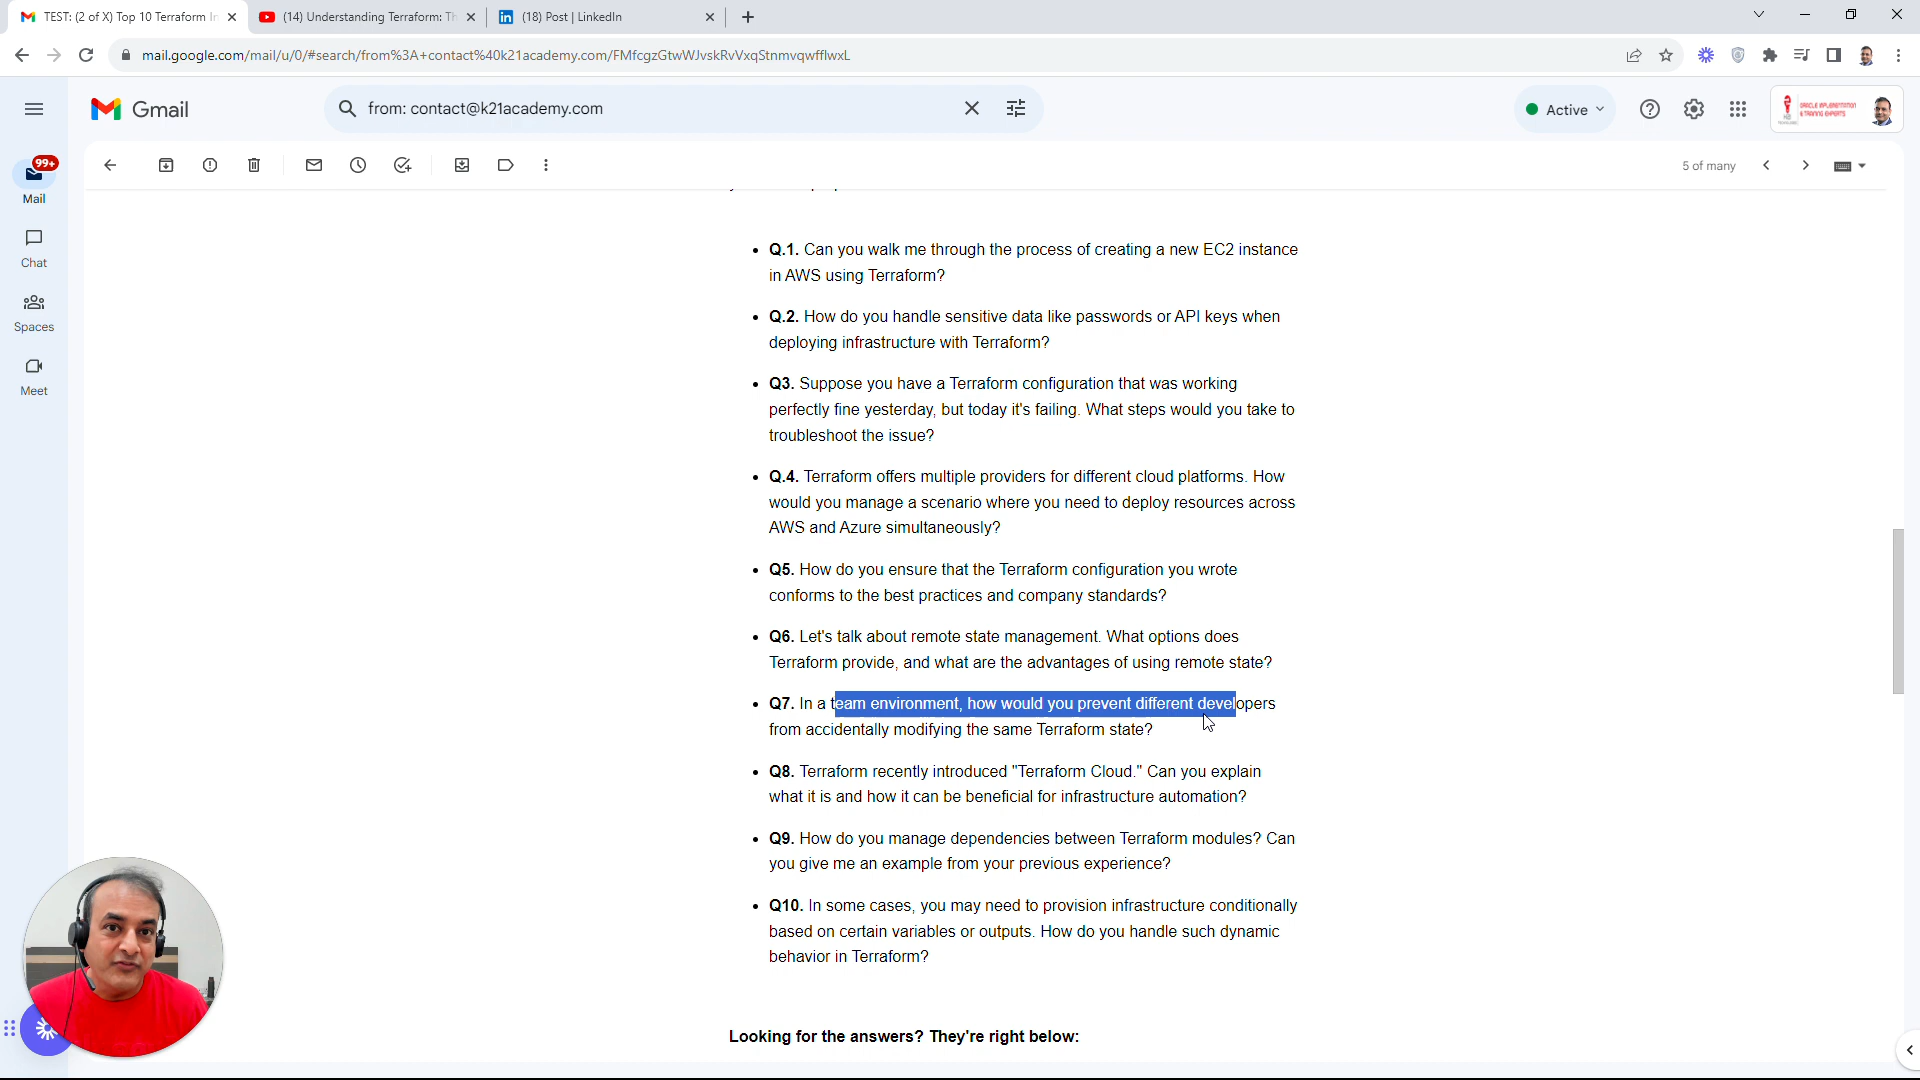 TEST: (2 of X) Top 10 Terraform In
(14) Understanding Terraform: Th
(18) Post | LinkedIn
mail.google.com/mail/u/0/#search/from%3A+contact%40k21academy.com/FMfcgzGtwWJvskRvVxqStnmvqwfflwxL
Gmail
from: contact@k21academy.com
Active
ORACLE IMPLEMENTATION
& TRAINING EXPERTS
99+
Mail
Chat
Spaces
Meet
5 of many
Q.1. Can you walk me through the process of creating a new EC2 instance
in AWS using Terraform?
Q.2. How do you handle sensitive data like passwords or API keys when
deploying infrastructure with Terraform?
Q3. Suppose you have a Terraform configuration that was working
perfectly fine yesterday, but today it's failing. What steps would you take to
troubleshoot the issue?
Q.4. Terraform offers multiple providers for different cloud platforms. How
would you manage a scenario where you need to deploy resources across
AWS and Azure simultaneously?
Q5. How do you ensure that the Terraform configuration you wrote
conforms to the best practices and company standards?
Q6. Let's talk about remote state management. What options does
Terraform provide, and what are the advantages of using remote state?
Q7. In a team environment, how would you prevent different developers
from accidentally modifying the same Terraform state?
Q8. Terraform recently introduced "Terraform Cloud." Can you explain
what it is and how it can be beneficial for infrastructure automation?
Q9. How do you manage dependencies between Terraform modules? Can
you give me an example from your previous experience?
Q10. In some cases, you may need to provision infrastructure conditionally
based on certain variables or outputs. How do you handle such dynamic
behavior in Terraform?
Looking for the answers? They're right below: